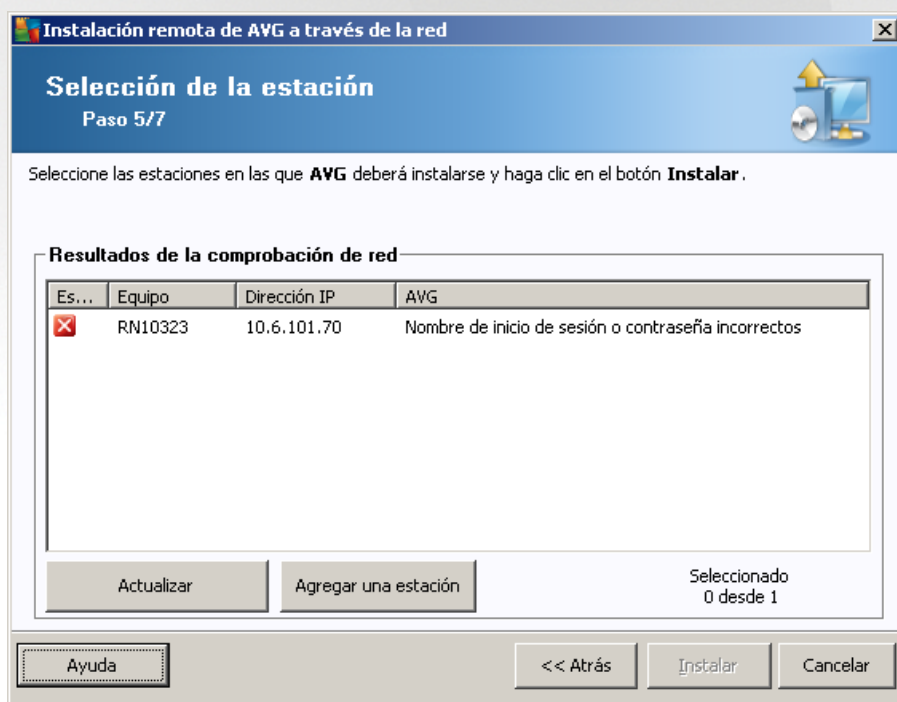 Instalación remota de AVG a través de la red
Selección de la estación
Paso 5/7
Seleccione las estaciones en las que AVG deberá instalarse y haga clic en el botón Instalar.
Resultados de la comprobación de red
Es... Equipo Dirección IP AVG
RN10323 10.6.101.70 Nombre de inicio de sesión o contraseña incorrectos
Actualizar Agregar una estación Seleccionado
0 desde 1
Ayuda << Atrás Instalar Cancelar